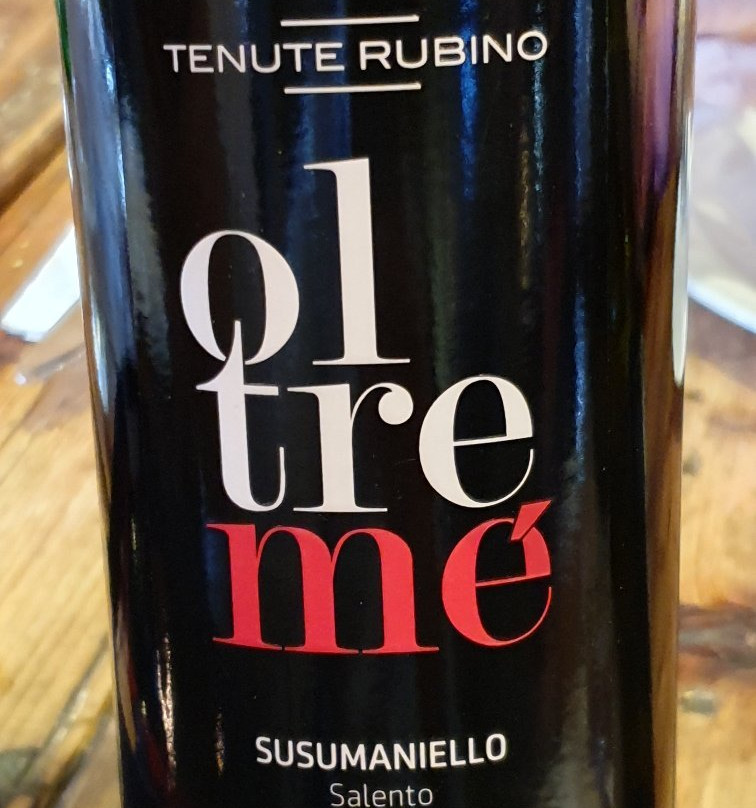 TENUTE RUBINO
ol
tre
mé
SUSUMANIELLO
Salento